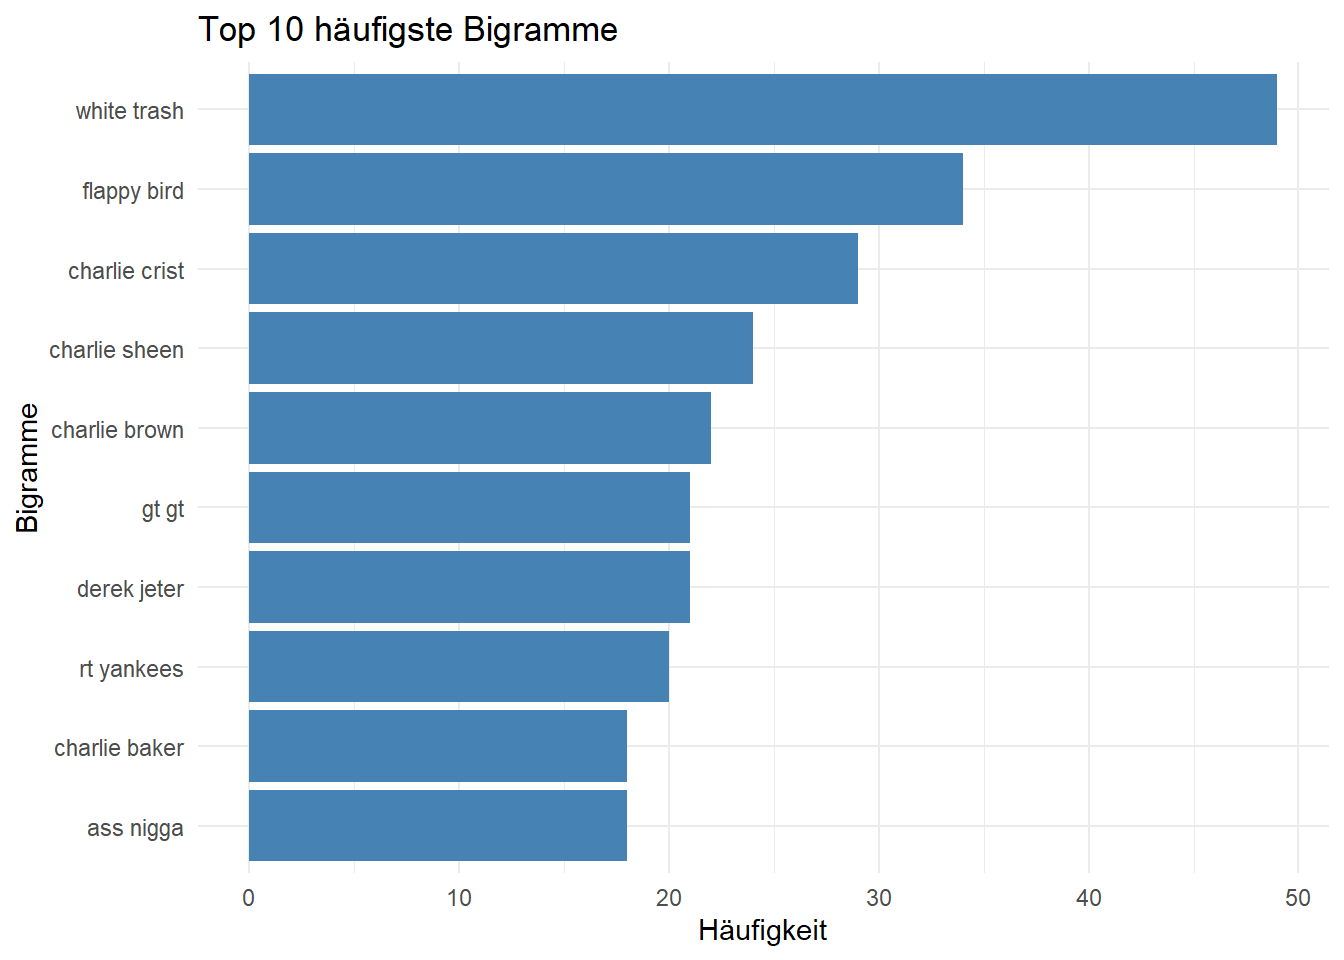 Top 10 häufigste Bigramme
white trash
flappy bird
charlie crist
charlie sheen
charlie brown
gt gt
derek jeter
rt yankees
charlie baker
ass nigga
Bigramme
0 10 20 30 40 50
Häufigkeit